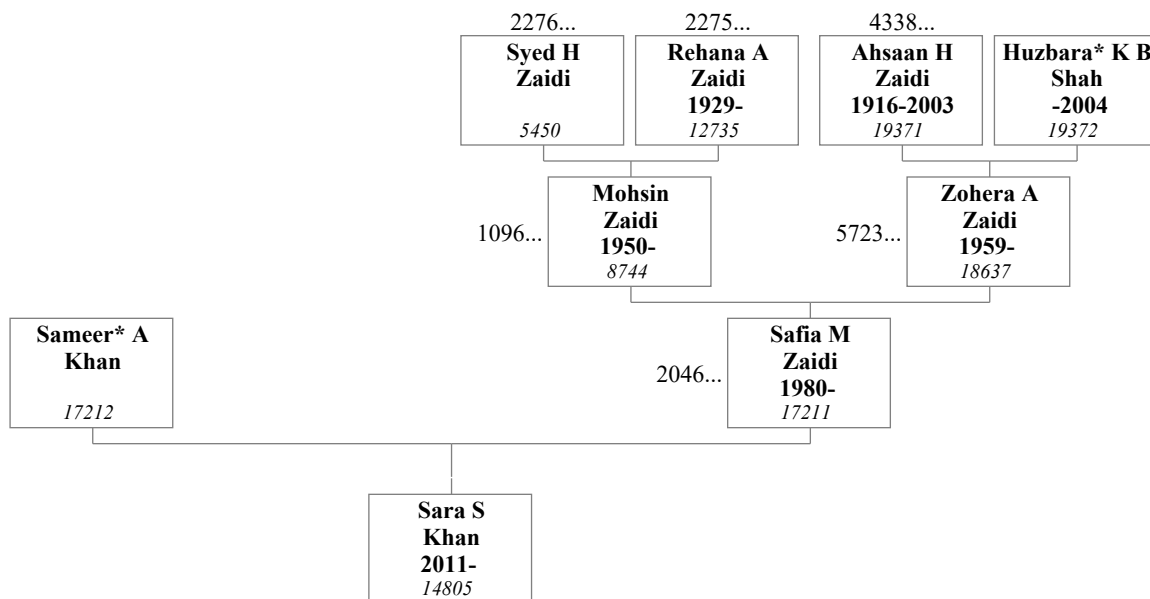 2276...
2275...
4338...
Syed H
Zaidi
5450
Rehana A
Zaidi
1929-
12735
Ahsaan H
Zaidi
1916-2003
19371
Huzbara* K B
Shah
-2004
19372
1096...
Mohsin
Zaidi
1950-
8744
5723...
Zohera A
Zaidi
1959-
18637
Sameer* A
Khan
17212
2046...
Safia M
Zaidi
1980-
17211
Sara S
Khan
2011-
14805